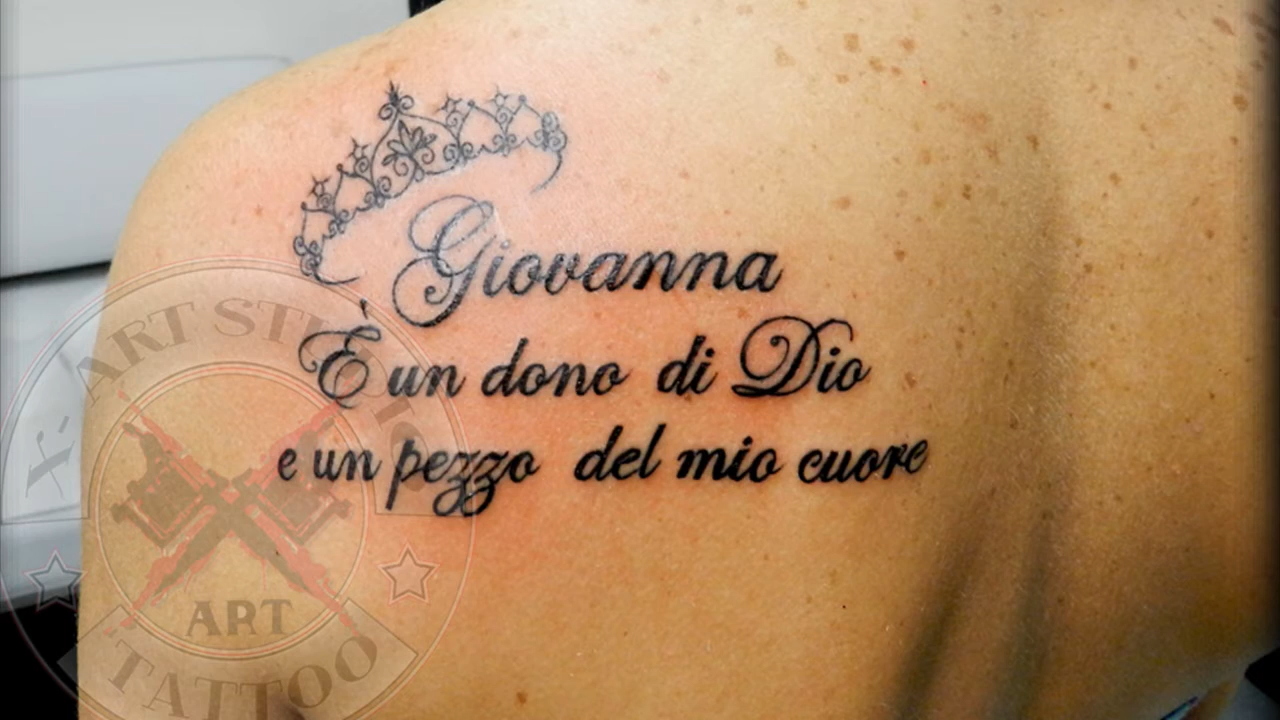 Giovanna
È un dono di Dio
e un pezzo del mio cuore
X-ART STUDIO
ART
TATTOO